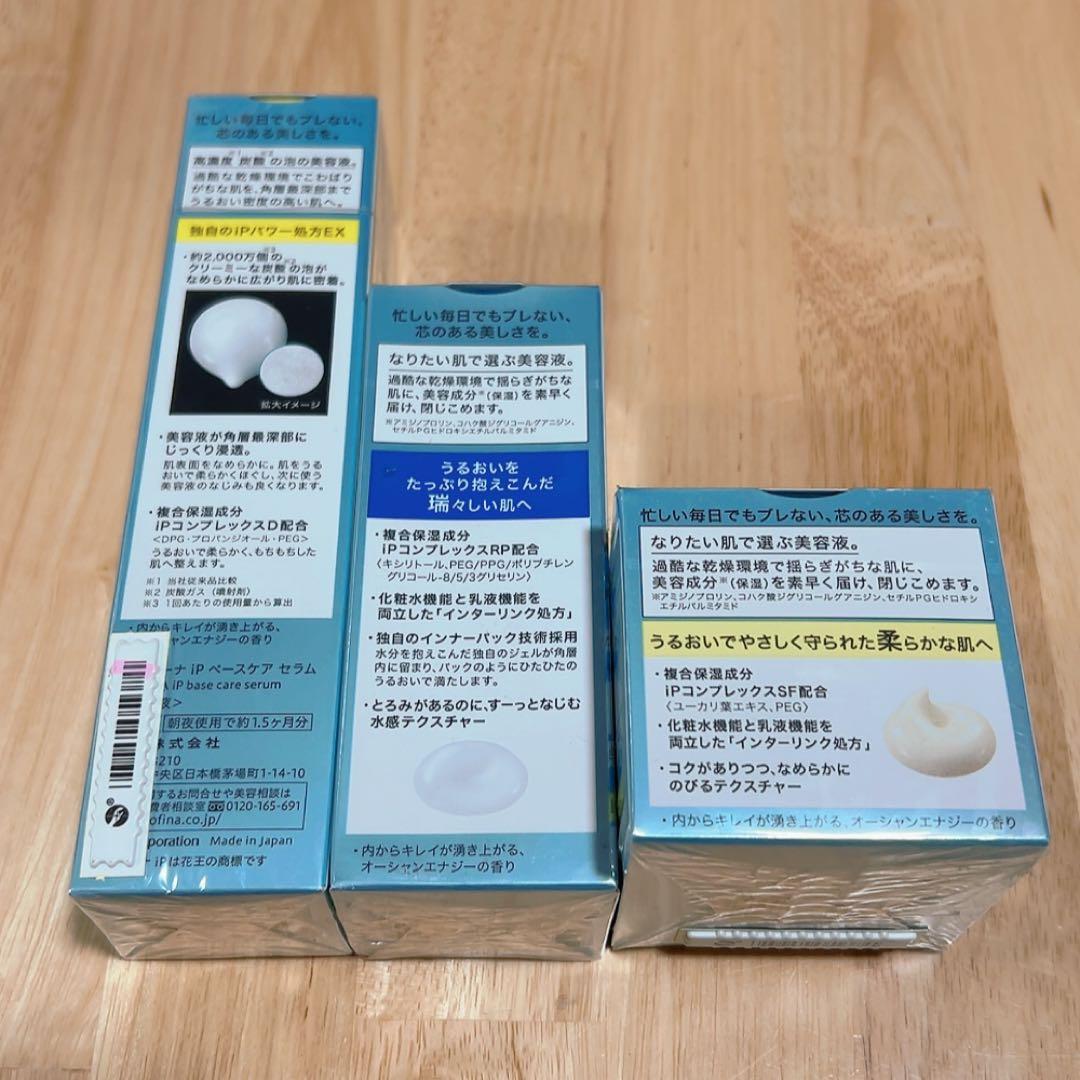 忙しい毎日でもブレない、
芯のある美しさを。
高濃度※1炭酸※2の泡の美容液。
過酷な乾燥環境でこわばり
がちな肌を、角層最深部まで
うるおい密度の高い肌へ。
独自のiPパワー処方EX
・約2,000万個※3の
クリーミーな炭酸※2の泡が
なめらかに広がり肌に密着。
拡大イメージ
・美容液が角層最深部に
じっくり浸透。
肌表面をなめらかに。肌をうる
おいで柔らかくほぐし、次に使う
美容液のなじみも良くなります。
・複合保湿成分
iPコンプレックスD配合
<DPG・プロパンジオール・PEG>
うるおいで柔らかく、もちもちした
肌へ整えます。
※1 当社従来品比較
※2 炭酸ガス(噴射剤)
※3 1回あたりの使用量から算出
・内からキレイが湧き上がる、
ーシャンエナジーの香り
ーナ iP ベースケア セラム
iP base care serum
液>
朝夜使用で約1.5ヶ月分
株式会社
210
中央区日本橋茅場町1-14-10
するお問合せや美容相談は
費者相談室 0120-165-691
ofina.co.jp/
poration Made in Japan
ナ iPは花王の商標です
忙しい毎日でもブレない、
芯のある美しさを。
なりたい肌で選ぶ美容液。
過酷な乾燥環境で揺らぎがちな
肌に、美容成分※(保湿)を素早く
届け、閉じこめます。
※アミジノプロリン、コハク酸ジグリコールグアニジン、
セチルPGヒドロキシエチルパルミタミド
うるおいを
たっぷり抱えこんだ
瑞々しい肌へ
・複合保湿成分
iPコンプレックスRP配合
〈キシリトール、PEG/PPG/ポリブチレン
グリコール-8/5/3グリセリン〉
・化粧水機能と乳液機能を
両立した「インターリンク処方」
・独自のインナーパック技術採用
水分を抱えこんだ独自のジェルが角層
内に留まり、パックのようにひたひたの
うるおいで満たします。
・とろみがあるのに、すーっとなじむ
水感テクスチャー
・内からキレイが湧き上がる、
オーシャンエナジーの香り
忙しい毎日でもブレない、芯のある美しさを。
なりたい肌で選ぶ美容液。
過酷な乾燥環境で揺らぎがちな肌に、
美容成分※(保湿)を素早く届け、閉じこめます。
※アミジノプロリン、コハク酸ジグリコールグアニジン、セチルPGヒドロキシ
エチルパルミタミド
うるおいでやさしく守られた柔らかな肌へ
・複合保湿成分
iPコンプレックスSF配合
〈ユーカリ葉エキス、PEG〉
・化粧水機能と乳液機能を
両立した「インターリンク処方」
・コクがありつつ、なめらかに
のびるテクスチャー
・内からキレイが湧き上がる、オーシャンエナジーの香り